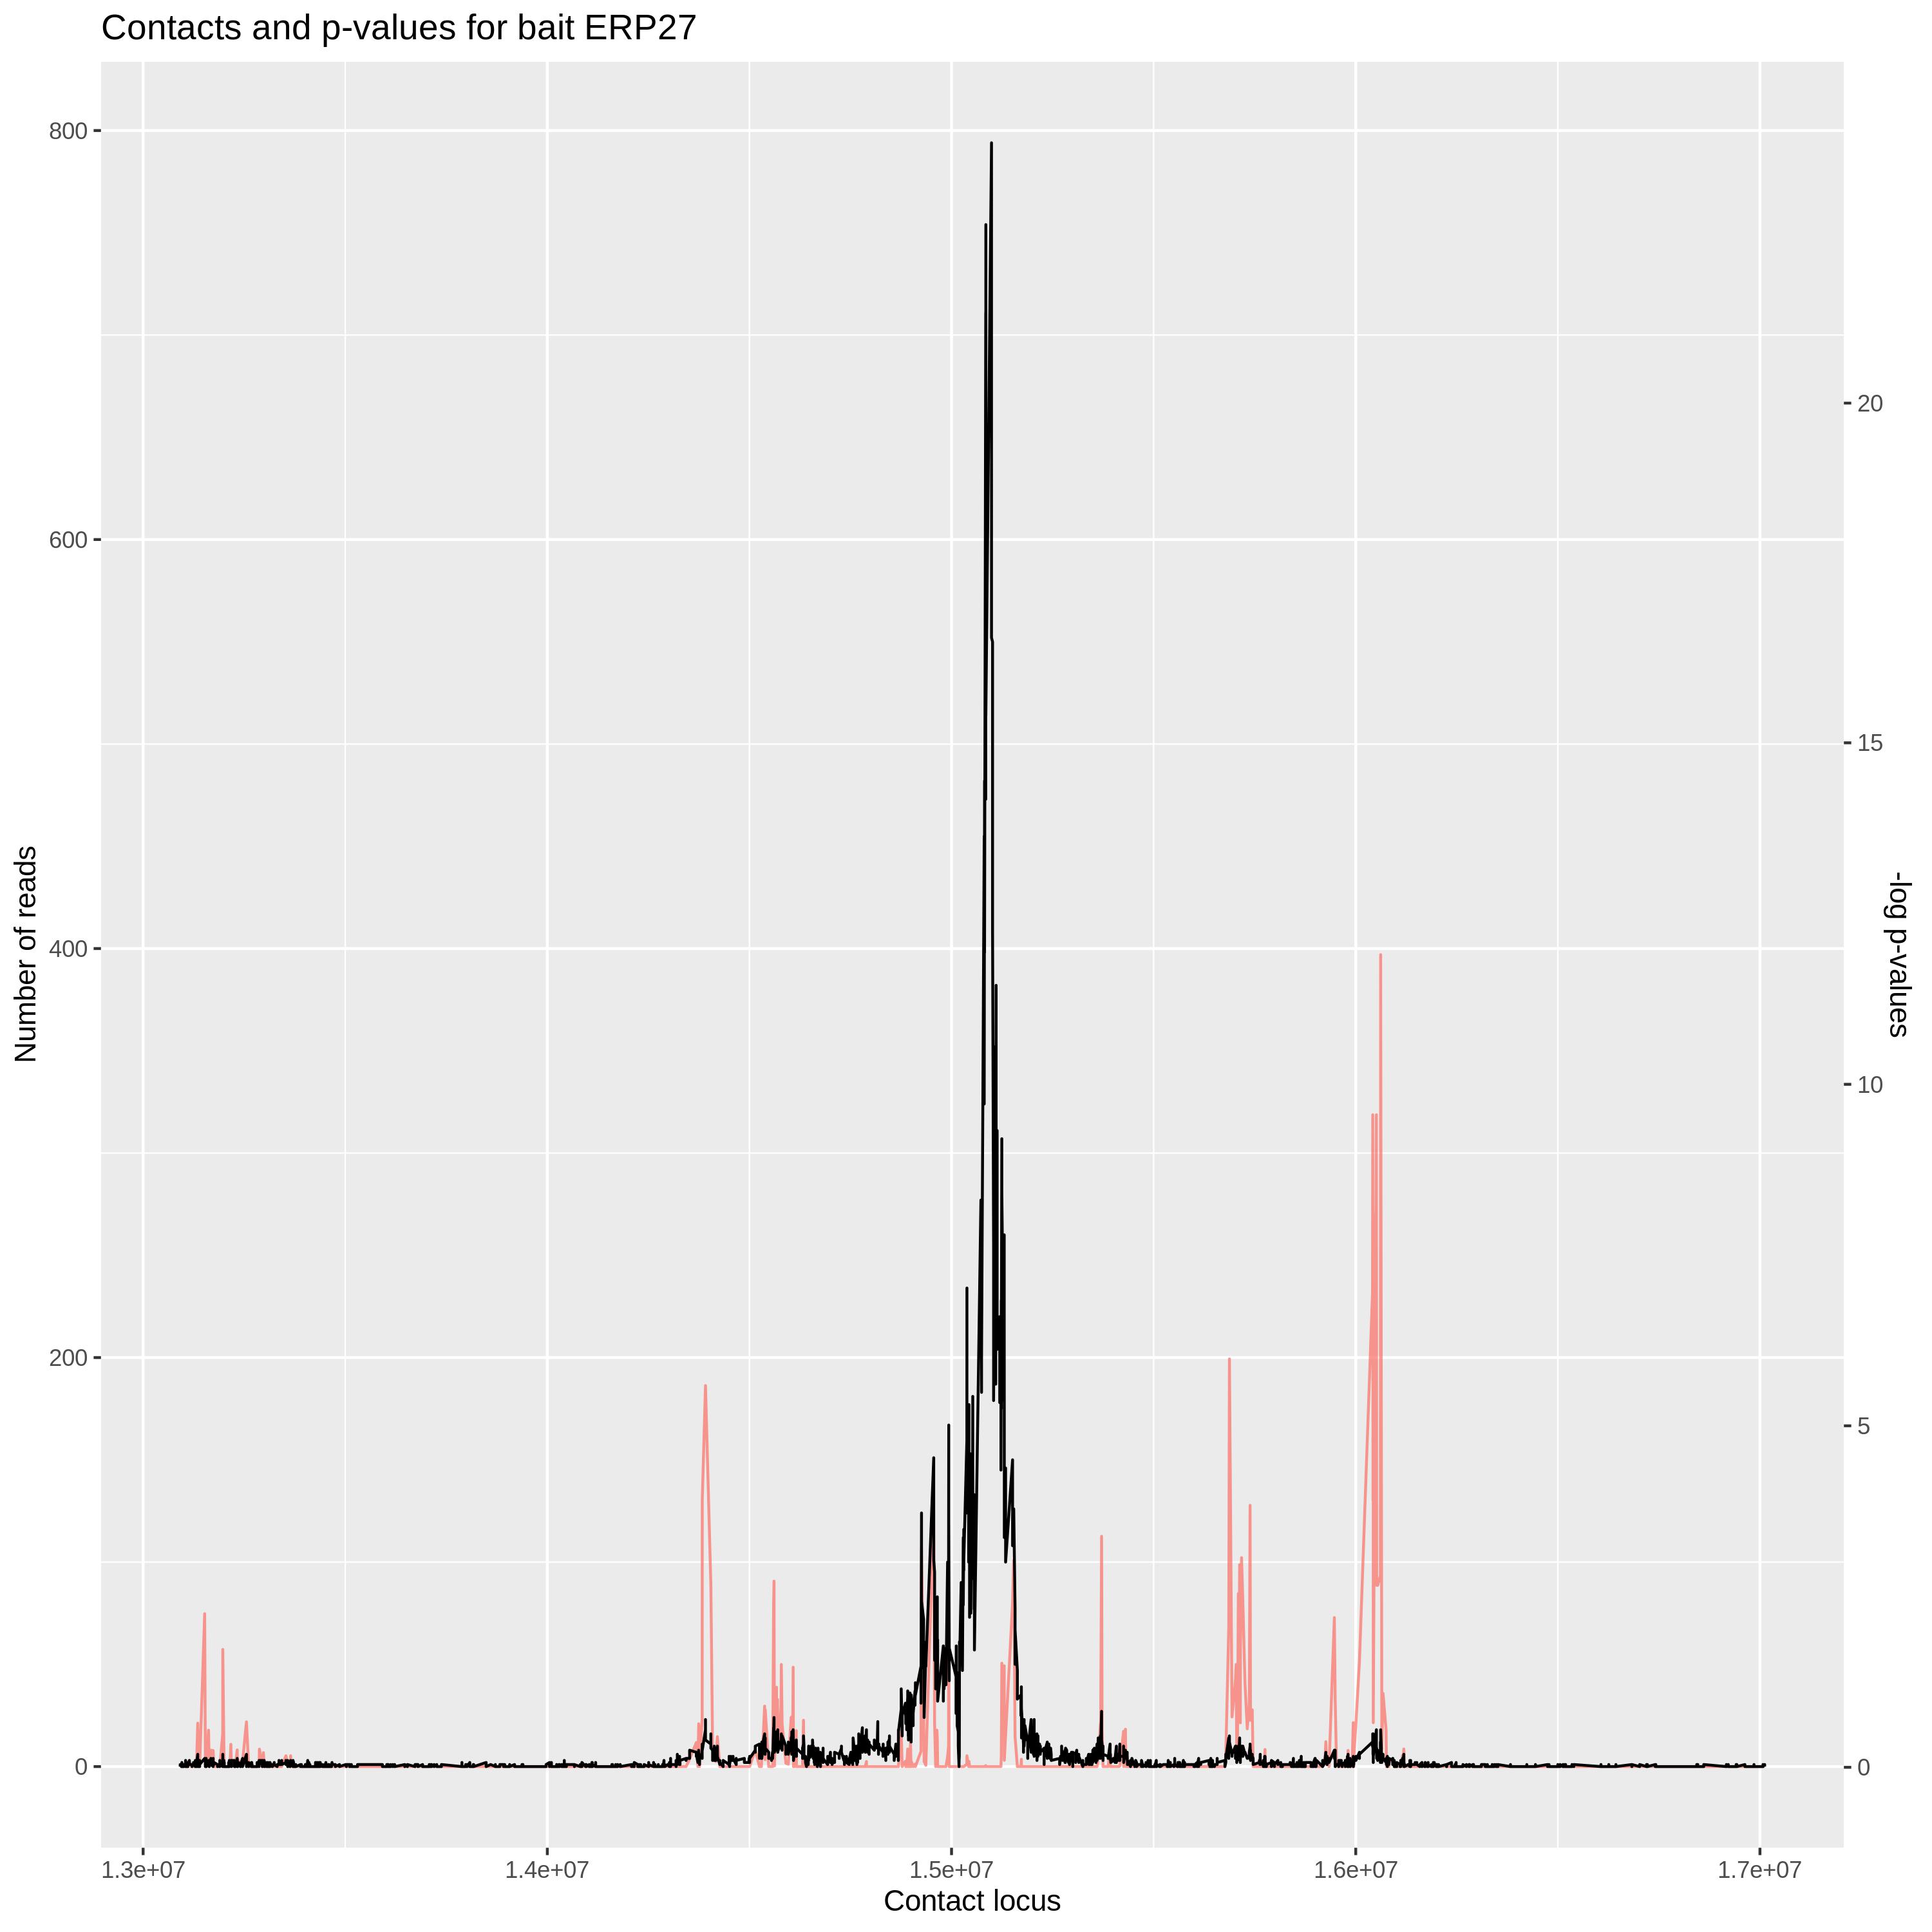 Contacts and p-values for bait ERP27
800
600
400
200
0
Number of reads
20
15
10
5
0
-log p-values
1.3e+07
1.4e+07
1.5e+07
1.6e+07
1.7e+07
Contact locus